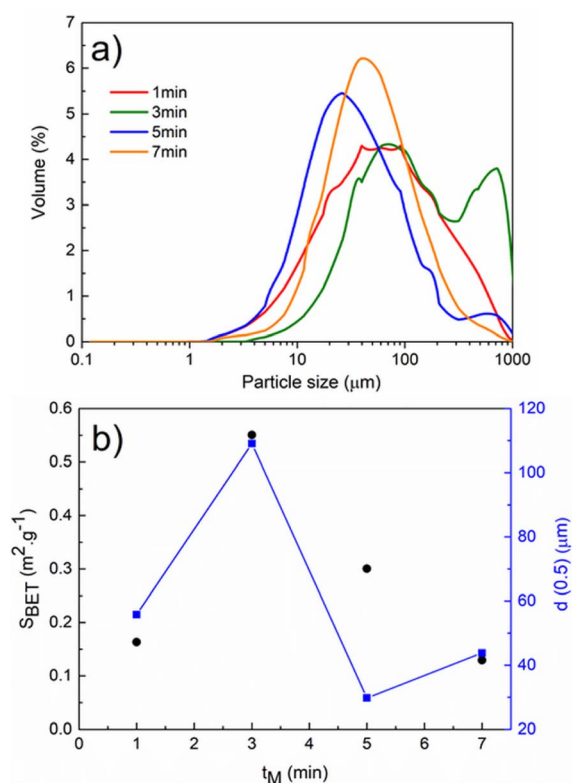 a)
1min
3min
5min
7min
Volume (%)
7
6
5
4
3
2
1
0
0.1 1 10 100 1000
Particle size (μm)
b)
S_BET (m².g⁻¹)
0.6
0.5
0.4
0.3
0.2
0.1
0.0
120
100
80
60
40
20
d (0.5) (μm)
0 1 2 3 4 5 6 7
t_M (min)